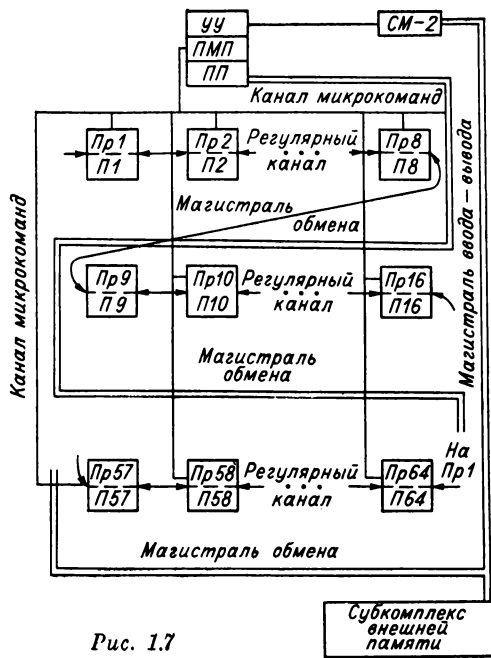 УУ
СМ-2
ПМП
ПП
Канал микрокоманд
Пр1
П1
Пр2
П2
Регулярный
канал
Пр8
П8
Магистраль
обмена
Канал микрокоманд
Магистраль ввода-вывода
Пр9
П9
Пр10
П10
Регулярный
канал
Пр16
П16
Магистраль
обмена
На
Пр1
Пр57
П57
Пр58
П58
Регулярный
канал
Пр64
П64
Магистраль обмена
Субкомплекс
внешней
памяти
Рис. 1.7